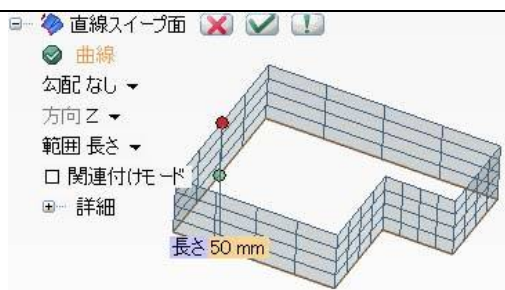 直線スイープ面
曲線
勾配 なし
方向 Z
範囲 長さ
関連付けモード
詳細
長さ 50 mm